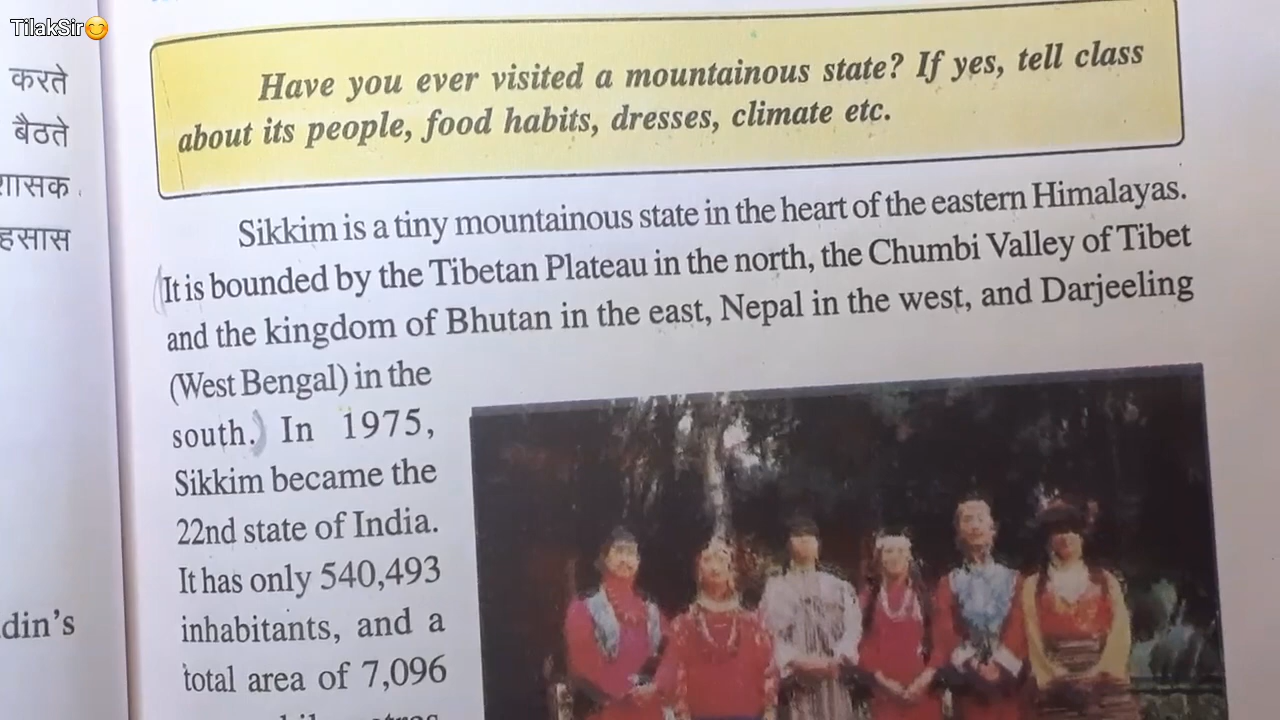 TilakSir😊
करते
बैठते
हसास
din's
Have you ever visited a mountainous state? If yes, tell class
about its people, food habits, dresses, climate etc.
Sikkim is a tiny mountainous state in the heart of the eastern Himalayas.
It is bounded by the Tibetan Plateau in the north, the Chumbi Valley of Tibet
and the kingdom of Bhutan in the east, Nepal in the west, and Darjeeling
(West Bengal) in the
south. In 1975,
Sikkim became the
22nd state of India.
It has only 540,493
inhabitants, and a
total area of 7,096